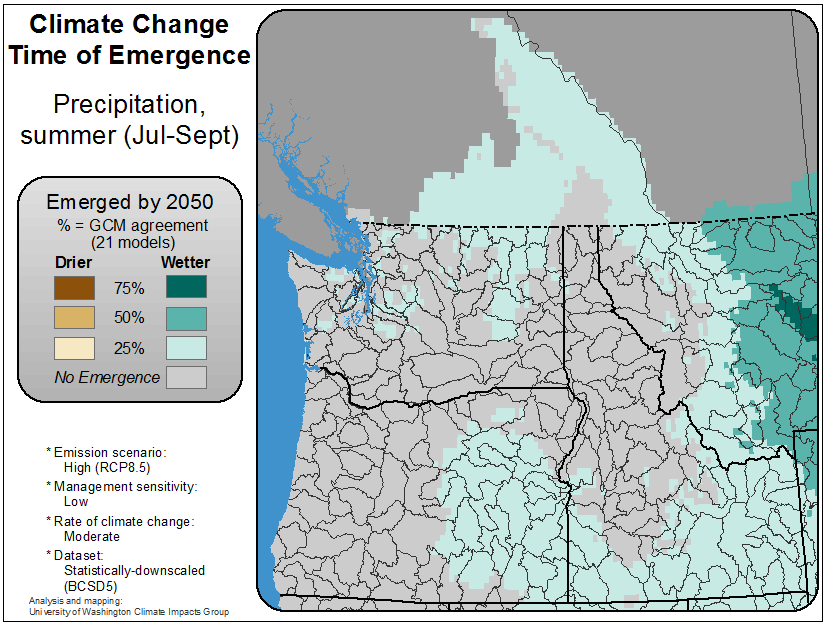 Climate Change
Time of Emergence
Precipitation,
summer (Jul-Sept)
Emerged by 2050
% = GCM agreement
(21 models)
Drier Wetter
75%
50%
25%
No Emergence
* Emission scenario:
High (RCP8.5)
* Management sensitivity:
Low
* Rate of climate change:
Moderate
* Dataset:
Statistically-downscaled
(BCSD5)
Analysis and mapping:
University of Washington Climate Impacts Group